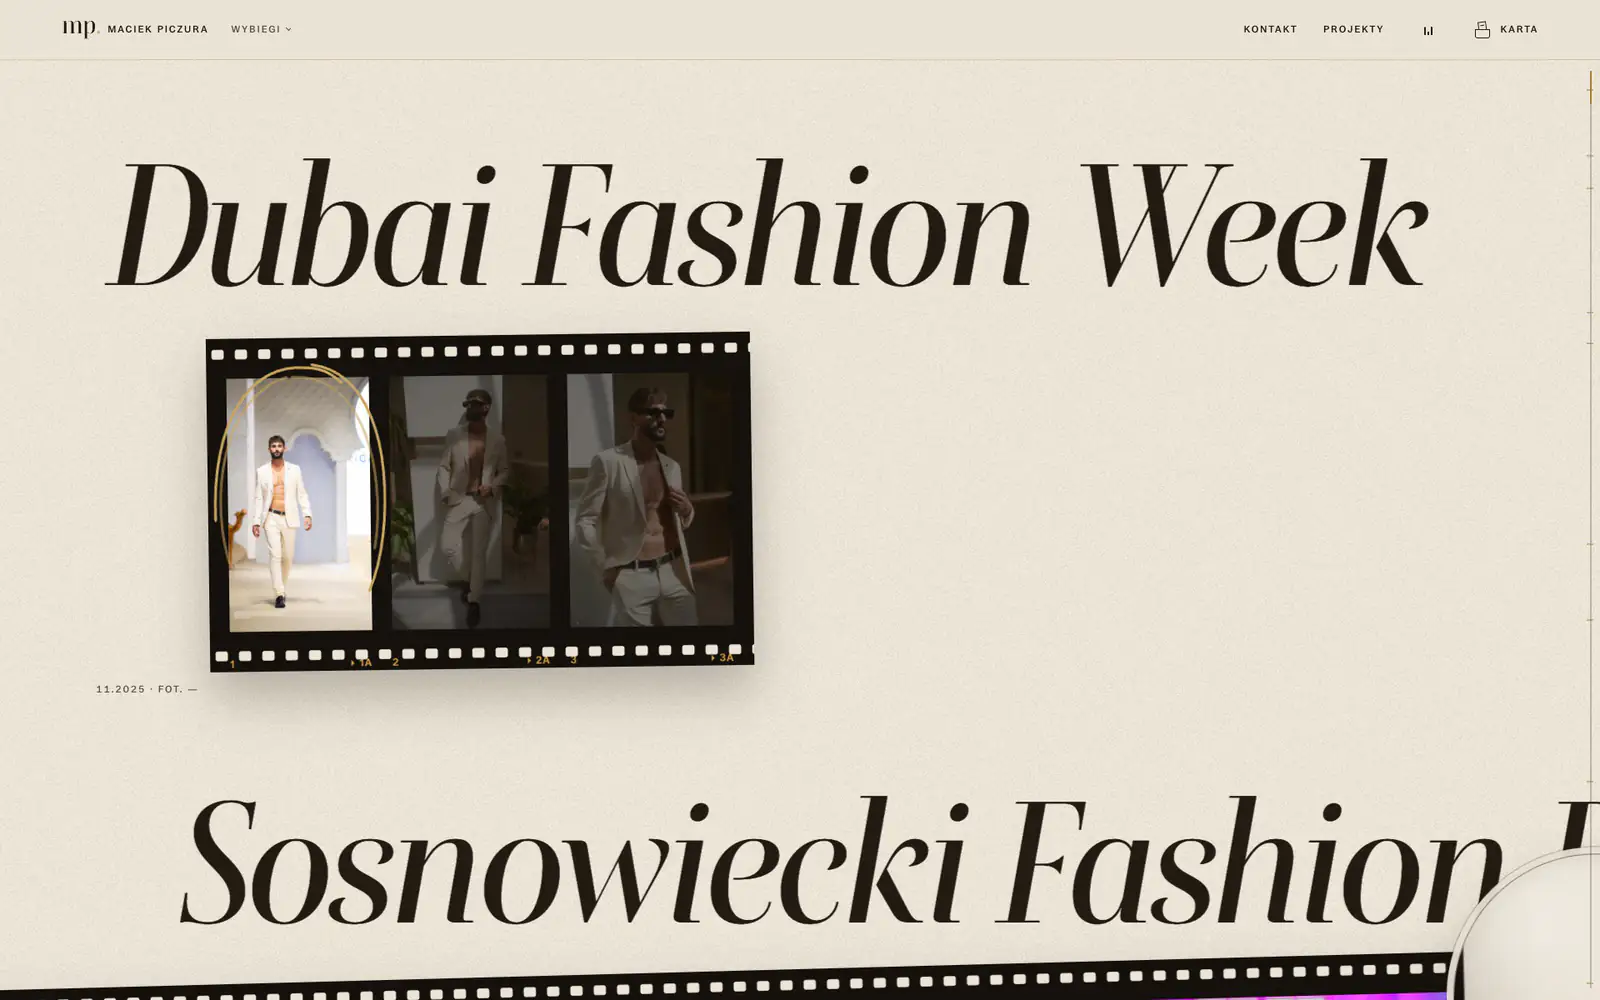 mp. MACIEK PICZURA WYBIEGI KONTAKT PROJEKTY KARTA
Dubai Fashion Week
1 1A 2 2A 3 3A
11.2025 · FOT. —
Sosnowiecki Fashion